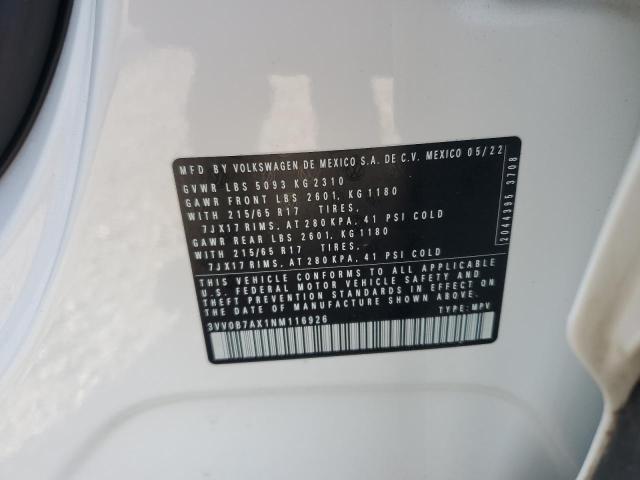 MFD BY VOLKSWAGEN DE MEXICO S.A. DE C.V. MEXICO 05/22
GVWR LBS 5093 KG 2310
GAWR FRONT LBS 2601, KG 1180
WITH 215/65 R17 TIRES,
7JX17 RIMS, AT 280 KPA, 41 PSI COLD
GAWR REAR LBS 2601, KG 1180
WITH 215/65 R17 TIRES,
7JX17 RIMS, AT 280 KPA, 41 PSI COLD
THIS VEHICLE CONFORMS TO ALL APPLICABLE
U.S. FEDERAL MOTOR VEHICLE SAFETY AND
THEFT PREVENTION STANDARDS IN EFFECT ON
THE DATE OF MANUFACTURE SHOWN ABOVE.
3VV0B7AX1NM116926 TYPE: MPV
2044395 3708